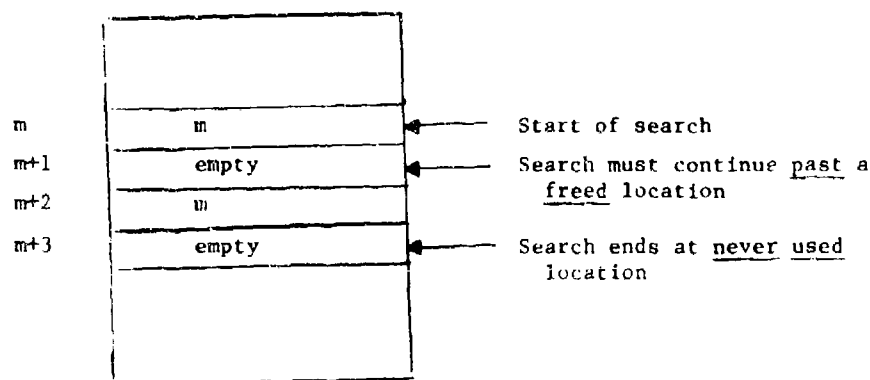 m m Start of search
m+1 empty Search must continue past a
freed location
m+2 m
m+3 empty Search ends at never used
location